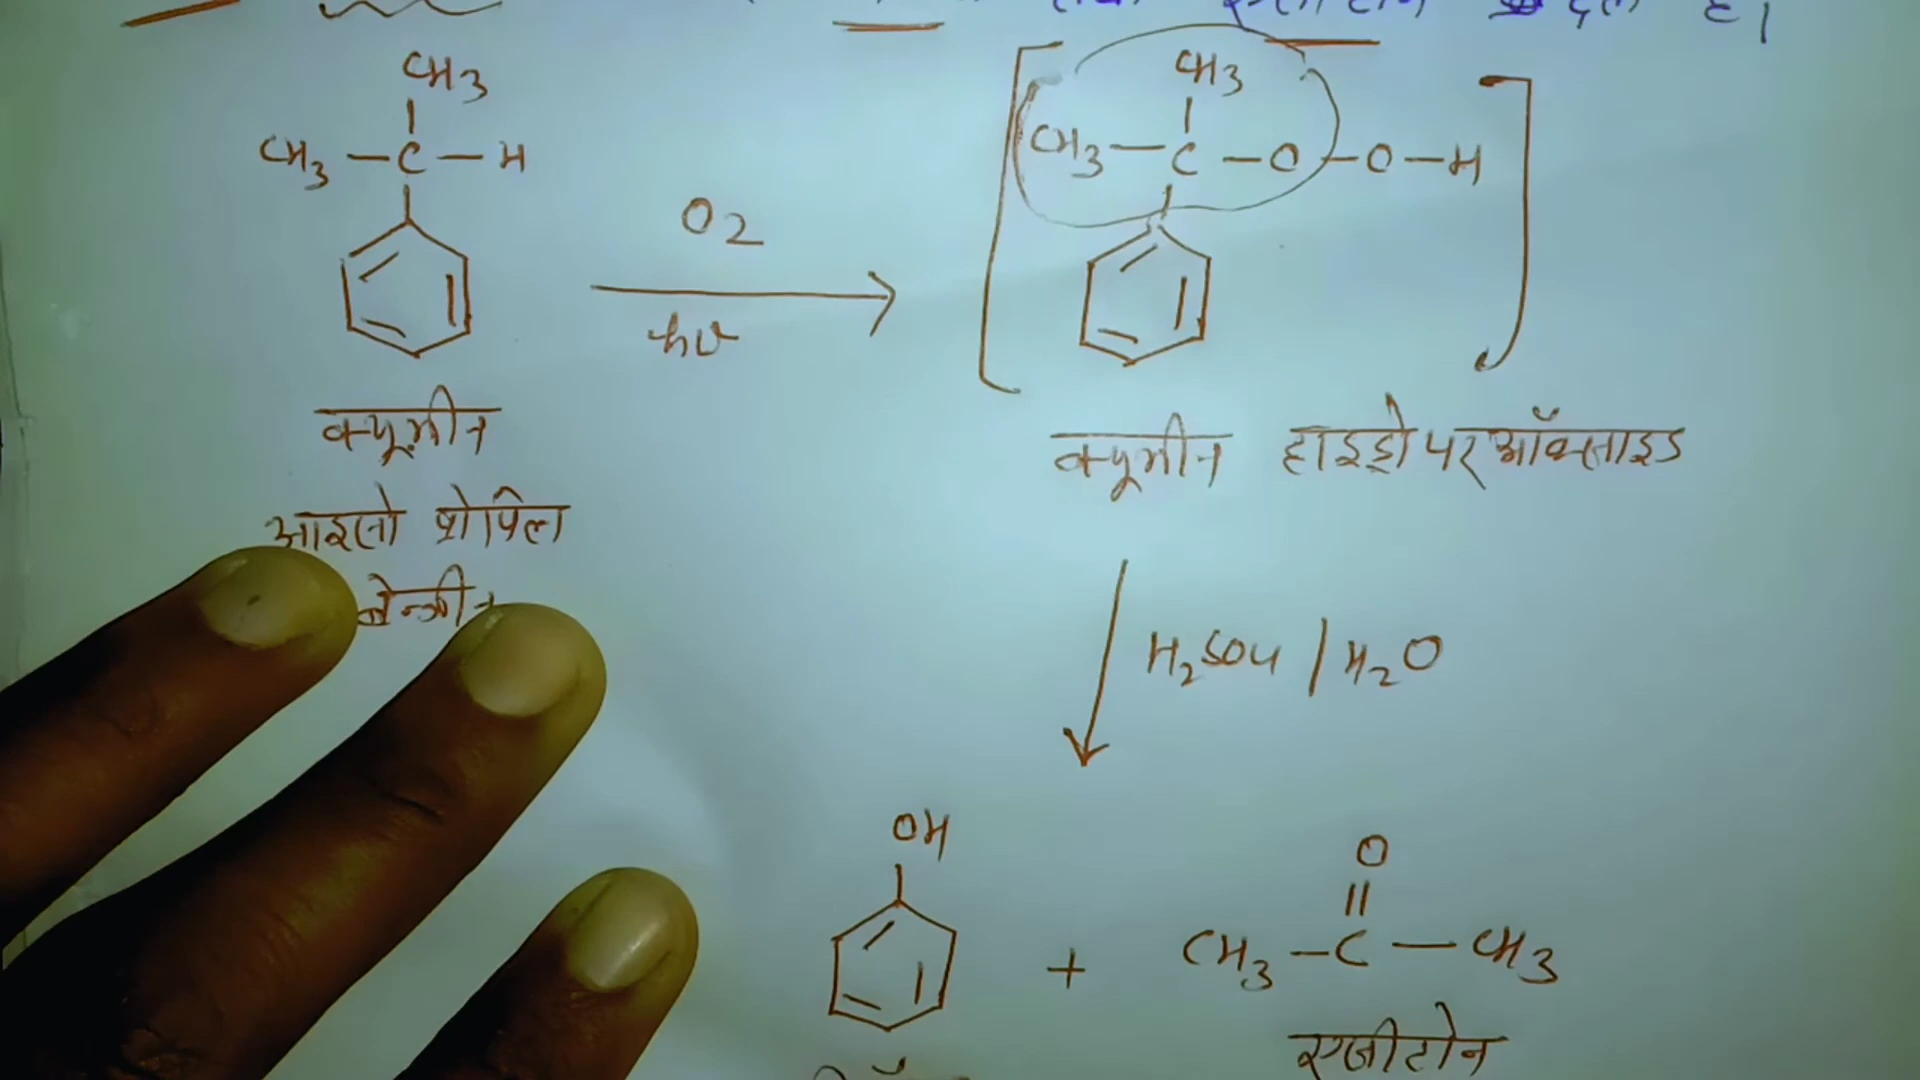 है।
CH3
CH3 — C — H
O2
hν
CH3
CH3 — C — O — O — H
क्यूमीन
आइसो प्रोपिल
बेन्जीन
क्यूमीन हाइड्रोपरऑक्साइड
H2SO4 / H2O
OH
+
O
CH3 — C — CH3
एसीटोन